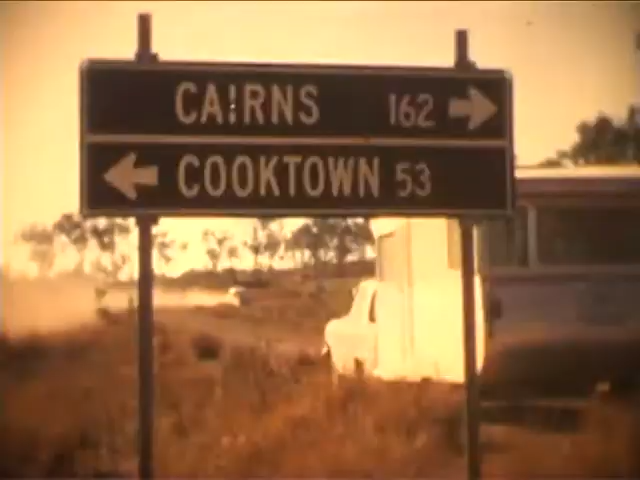 CAIRNS 162 →
← COOKTOWN 53